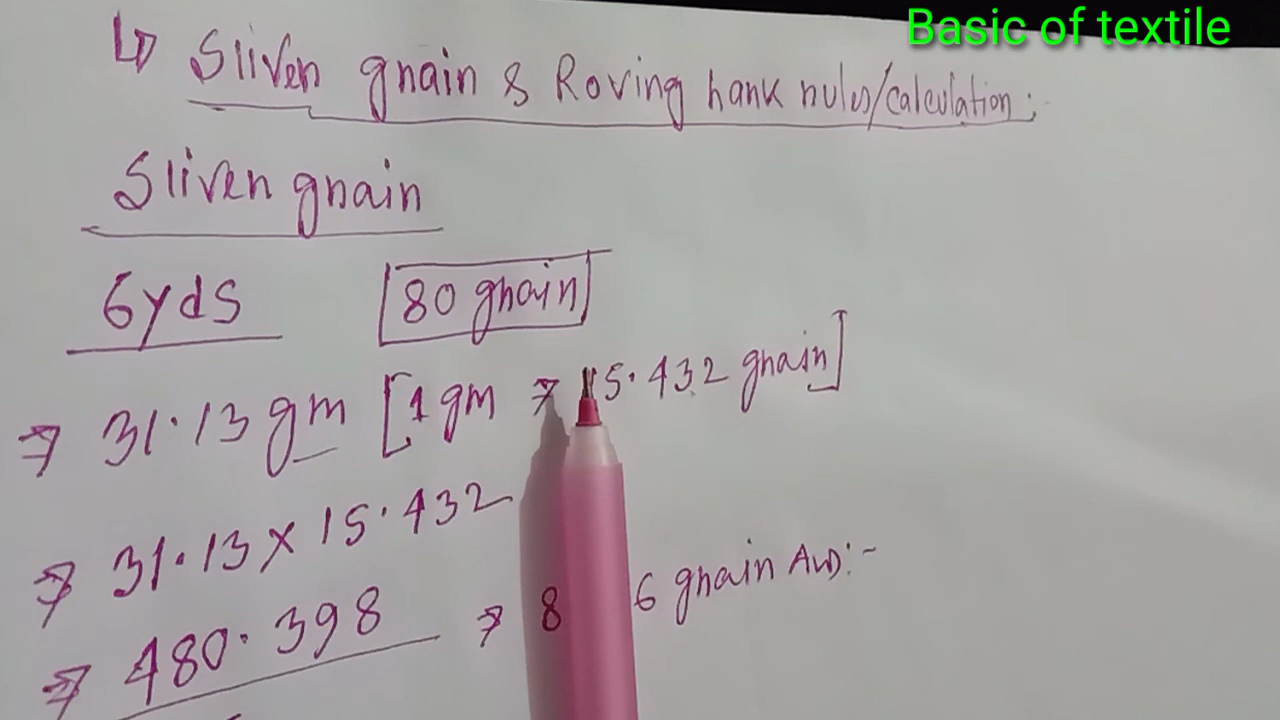 Basic of textile
↳ Sliver grain & Roving hank rules/calculation:
Sliver grain
6yds [80 grain]
⇒ 31.13 gm [1 gm ⇒ 15.432 grain]
⇒ 31.13 × 15.432
⇒ 480.398 ⇒ 8 6 grain Ans:-